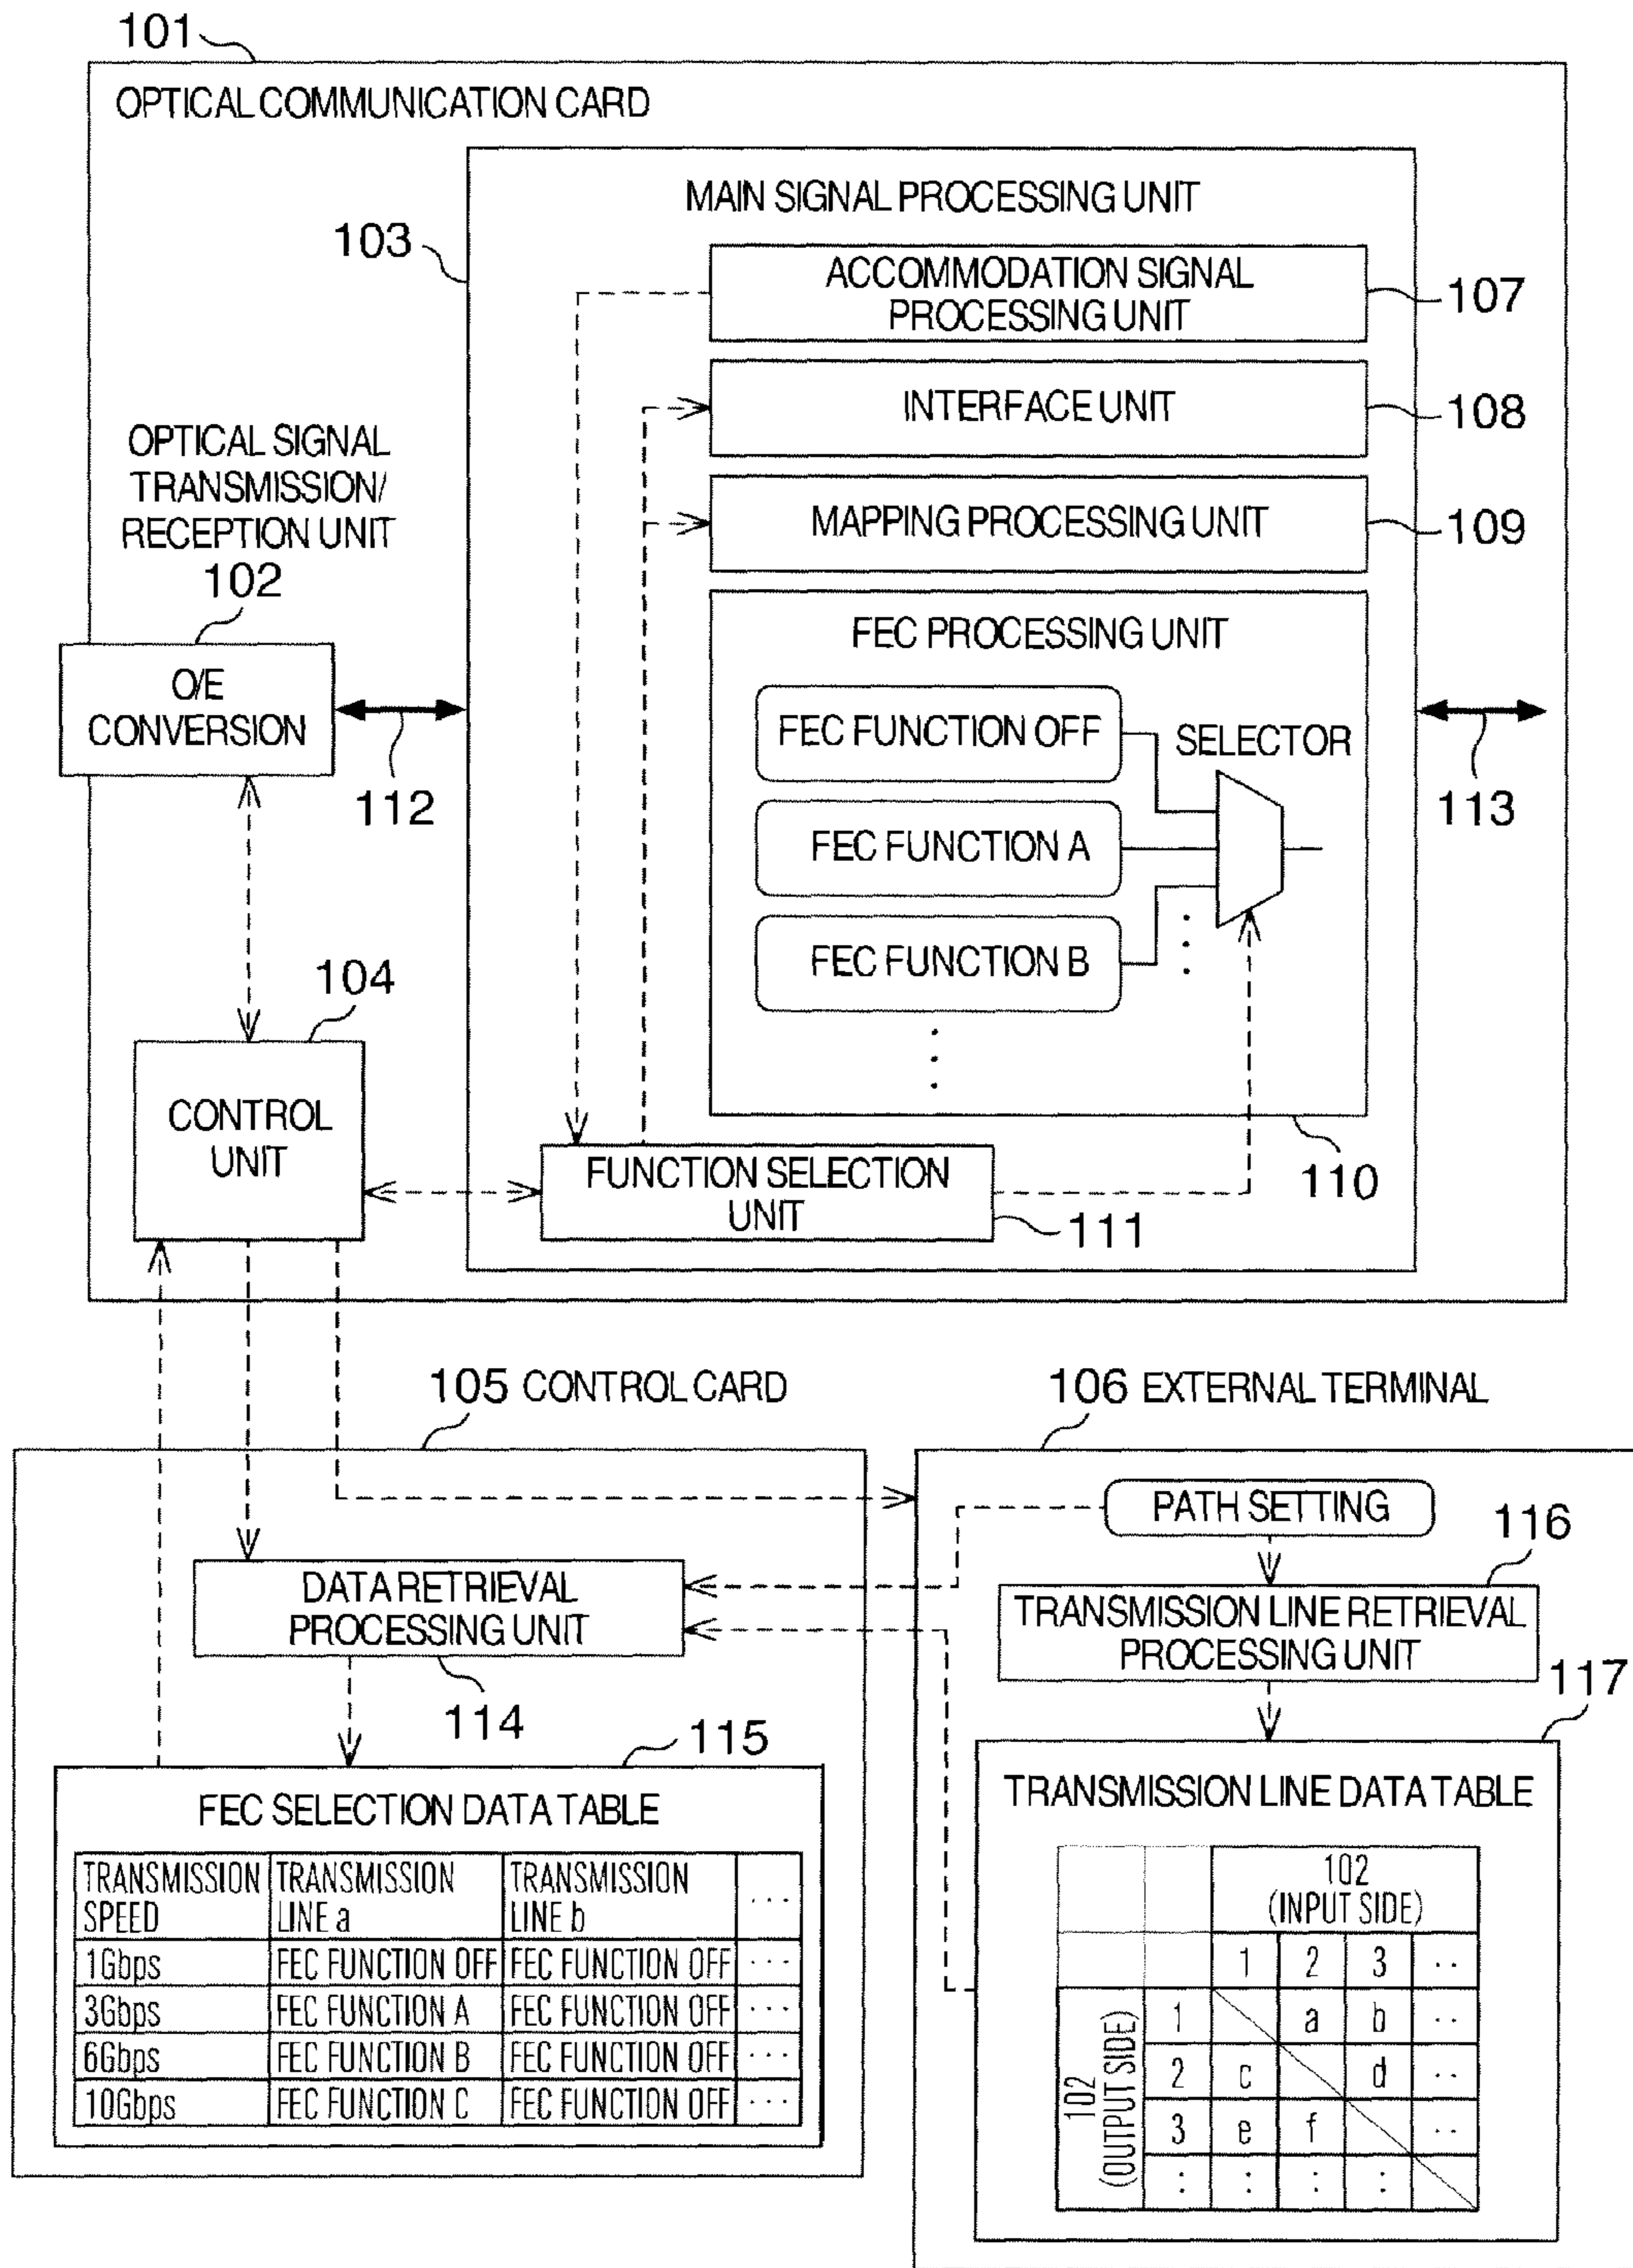 101
OPTICAL COMMUNICATION CARD
MAIN SIGNAL PROCESSING UNIT
103
ACCOMMODATION SIGNAL
PROCESSING UNIT
107
INTERFACE UNIT
108
OPTICAL SIGNAL
TRANSMISSION/
RECEPTION UNIT
102
MAPPING PROCESSING UNIT
109
FEC PROCESSING UNIT
O/E
CONVERSION
112
FEC FUNCTION OFF
SELECTOR
113
FEC FUNCTION A
FEC FUNCTION B
104
CONTROL
UNIT
110
FUNCTION SELECTION
UNIT
111
105 CONTROL CARD
106 EXTERNAL TERMINAL
PATH SETTING
116
DATA RETRIEVAL
PROCESSING UNIT
114
TRANSMISSION LINE RETRIEVAL
PROCESSING UNIT
117
115
FEC SELECTION DATA TABLE
TRANSMISSION SPEED TRANSMISSION LINE a TRANSMISSION LINE b ...
1Gbps FEC FUNCTION OFF FEC FUNCTION OFF ...
3Gbps FEC FUNCTION A FEC FUNCTION OFF ...
6Gbps FEC FUNCTION B FEC FUNCTION OFF ...
10Gbps FEC FUNCTION C FEC FUNCTION OFF ...
TRANSMISSION LINE DATA TABLE
102
(INPUT SIDE)
1 2 3 ..
102
(OUTPUT SIDE)
1 a b ..
2 c d ..
3 e f ..
: : : :